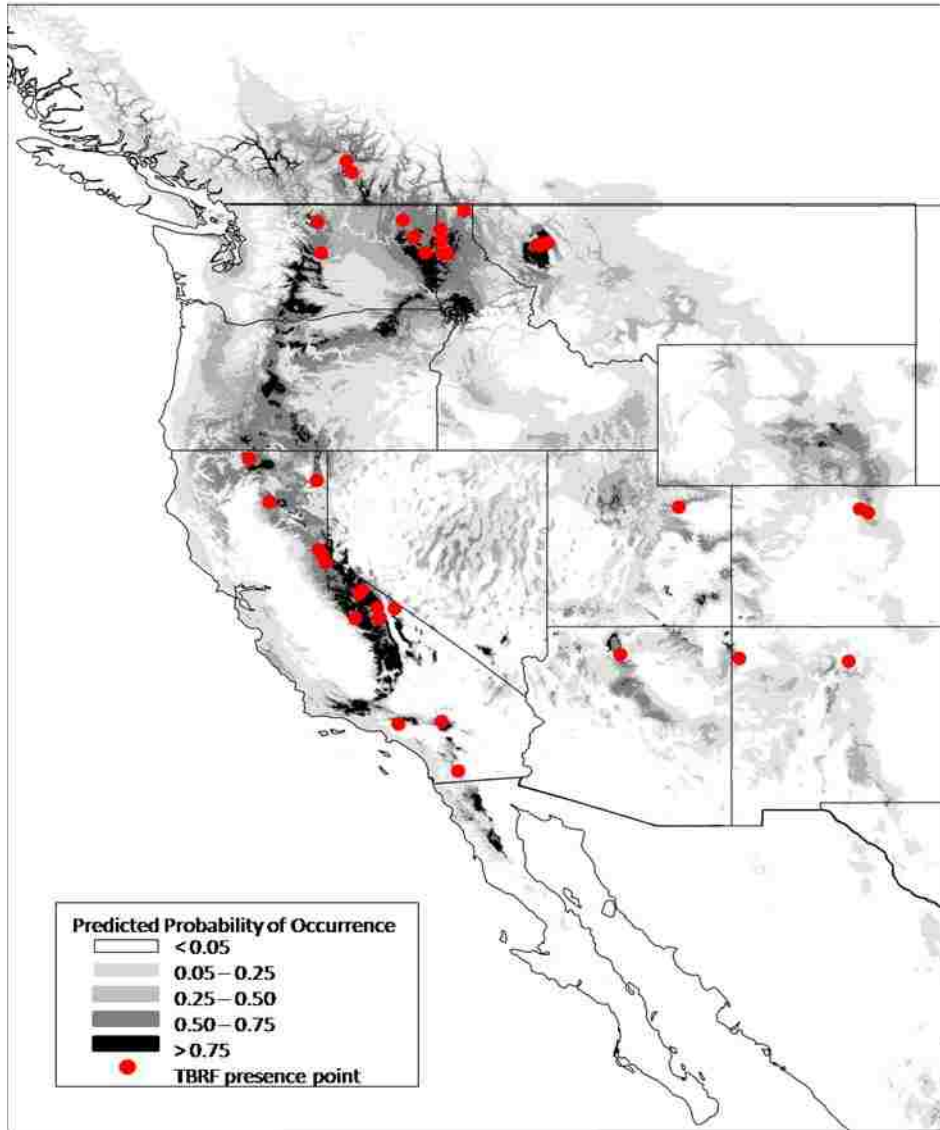 Predicted Probability of Occurrence
< 0.05
0.05 – 0.25
0.25 – 0.50
0.50 – 0.75
> 0.75
TBRF presence point